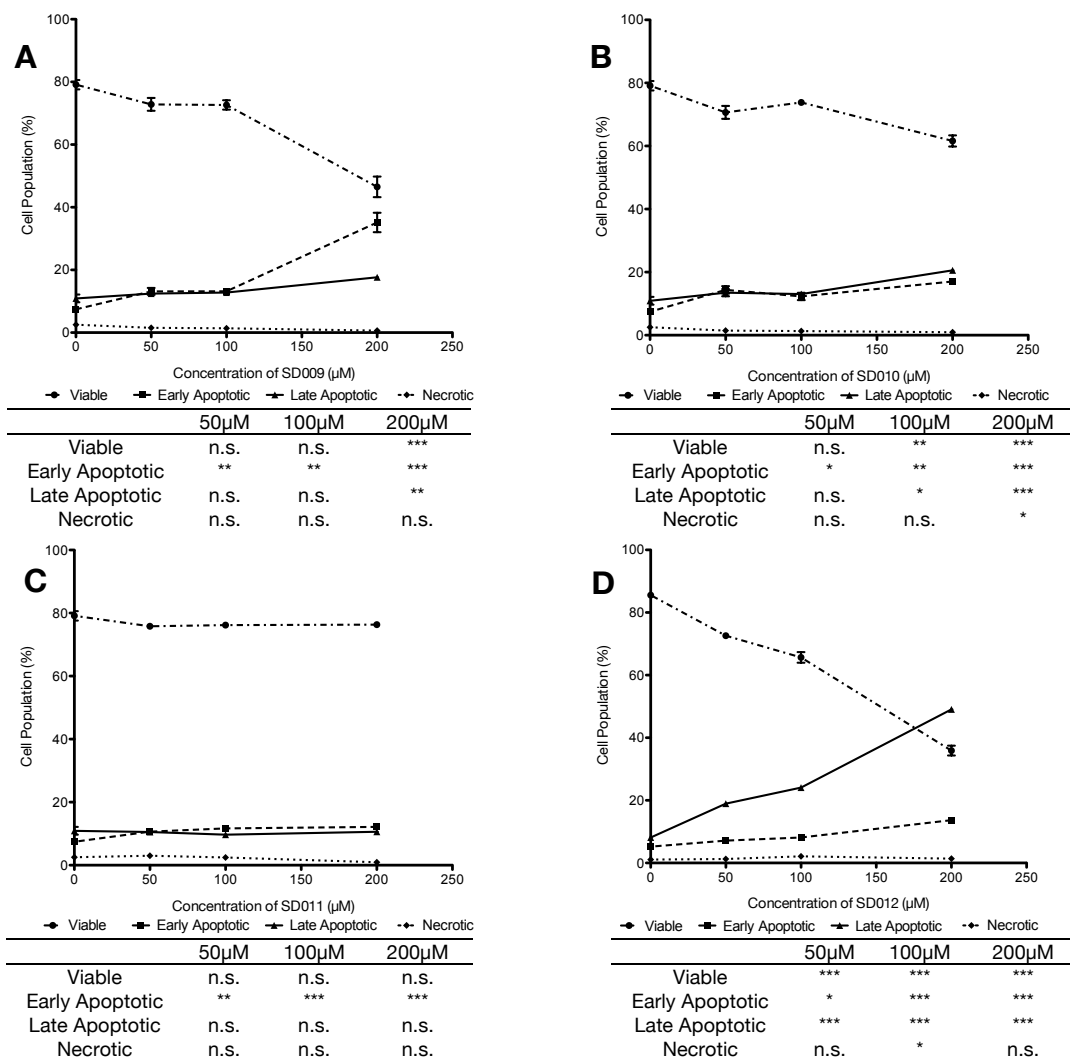 A
100
80
60
40
20
0
Cell Population (%)
0 50 100 150 200 250
Concentration of SD009 (µM)
Viable Early Apoptotic Late Apoptotic Necrotic
50µM 100µM 200µM
Viable n.s. n.s. ***
Early Apoptotic ** ** ***
Late Apoptotic n.s. n.s. **
Necrotic n.s. n.s. n.s.
B
100
80
60
40
20
0
Cell Population (%)
0 50 100 150 200 250
Concentration of SD010 (µM)
Viable Early Apoptotic Late Apoptotic Necrotic
50µM 100µM 200µM
Viable n.s. ** ***
Early Apoptotic * ** ***
Late Apoptotic n.s. * ***
Necrotic n.s. n.s. *
C
100
80
60
40
20
0
Cell Population (%)
0 50 100 150 200 250
Concentration of SD011 (µM)
Viable Early Apoptotic Late Apoptotic Necrotic
50µM 100µM 200µM
Viable n.s. n.s. n.s.
Early Apoptotic ** *** ***
Late Apoptotic n.s. n.s. n.s.
Necrotic n.s. n.s. n.s.
D
100
80
60
40
20
0
Cell Population (%)
0 50 100 150 200 250
Concentration of SD012 (µM)
Viable Early Apoptotic Late Apoptotic Necrotic
50µM 100µM 200µM
Viable *** *** ***
Early Apoptotic * *** ***
Late Apoptotic *** *** ***
Necrotic n.s. * n.s.